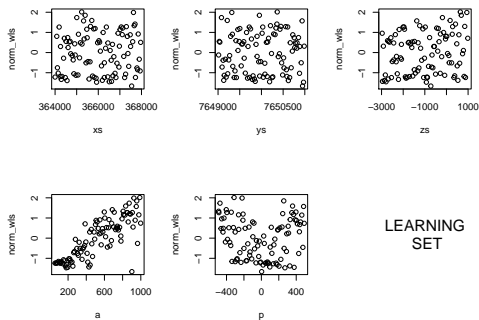 norm_wls
2
1
0
−1
364000 366000 368000
xs
norm_wls
2
1
0
−1
7649000 7650500
ys
norm_wls
2
1
0
−1
−3000 −1000 1000
zs
norm_wls
2
1
0
−1
200 600 1000
a
norm_wls
2
1
0
−1
−400 0 400
p
LEARNING
SET